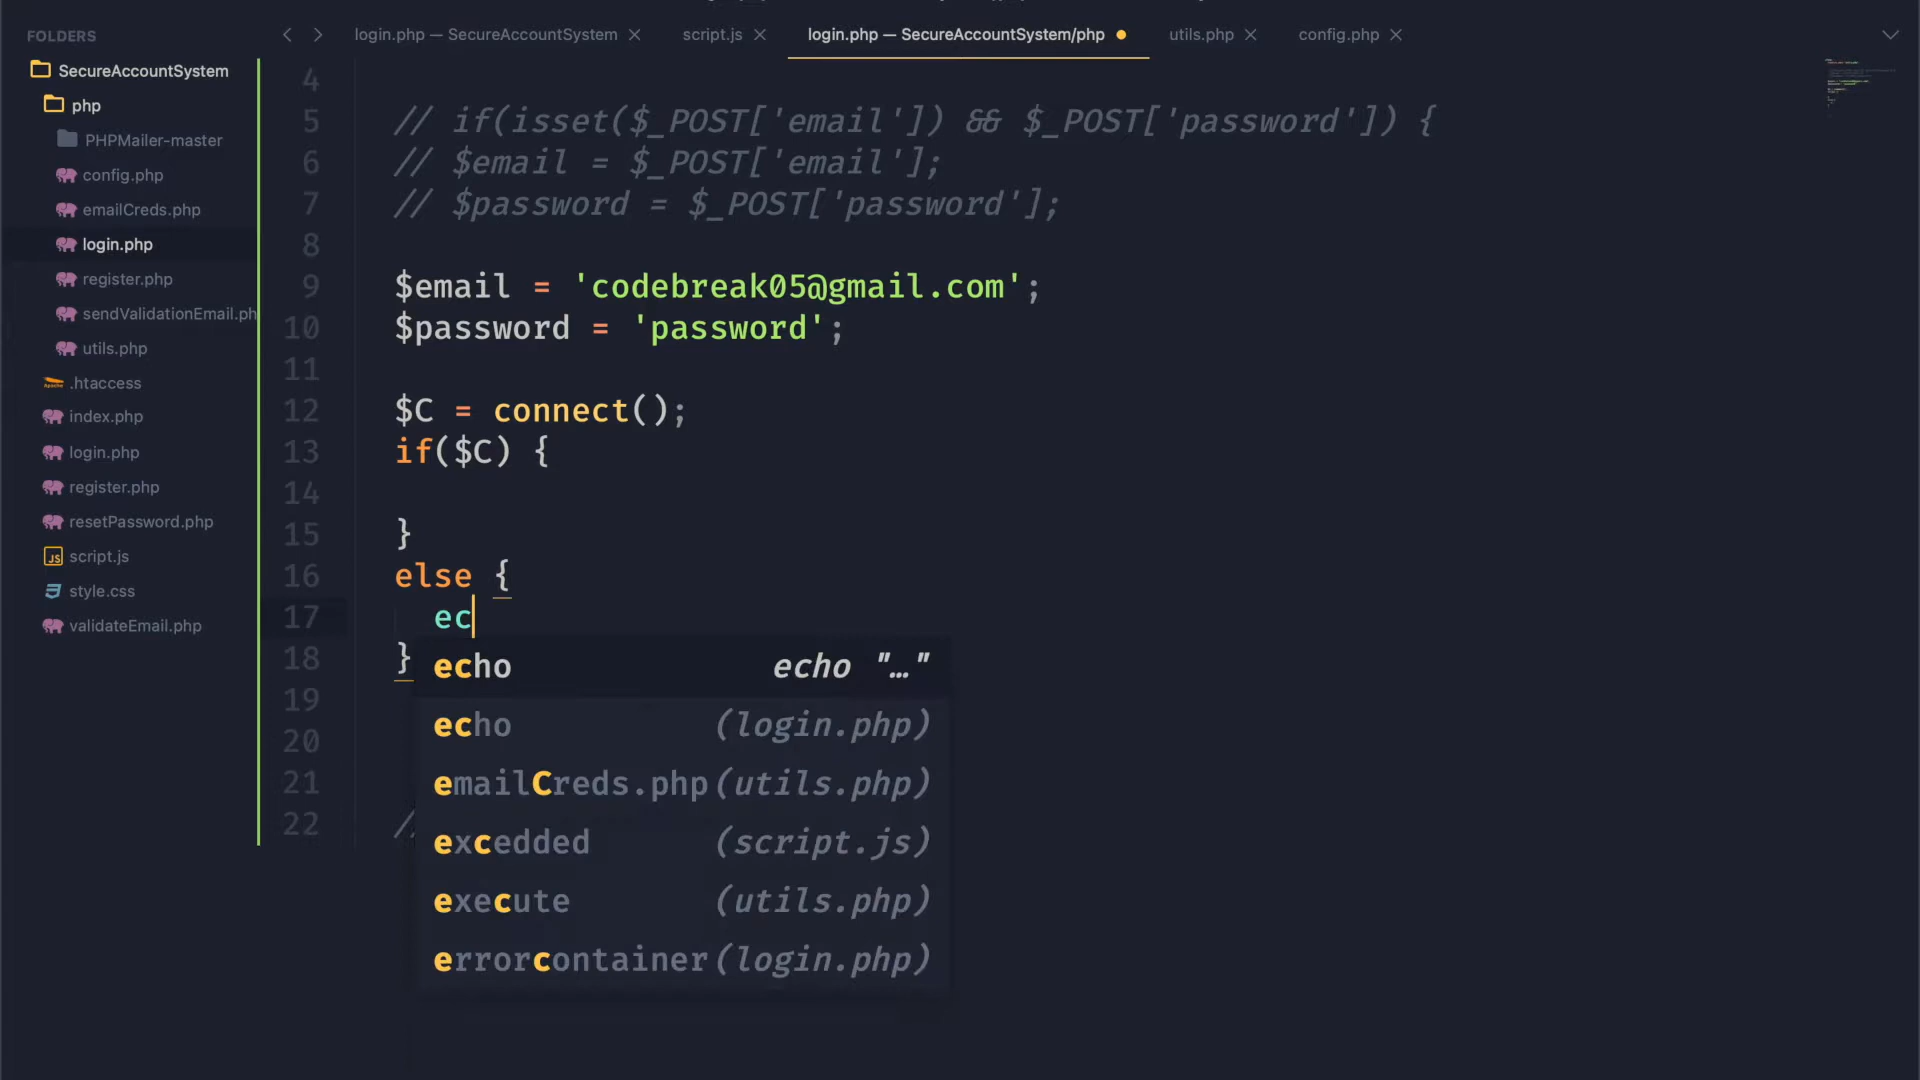 FOLDERS
SecureAccountSystem
php
PHPMailer-master
config.php
emailCreds.php
login.php
register.php
sendValidationEmail.ph
utils.php
.htaccess
index.php
login.php
register.php
resetPassword.php
script.js
style.css
validateEmail.php
login.php — SecureAccountSystem
script.js
login.php — SecureAccountSystem/php
utils.php
config.php
4
5 // if(isset($_POST['email']) && $_POST['password']) {
6 // $email = $_POST['email'];
7 // $password = $_POST['password'];
8
9 $email = 'codebreak05@gmail.com';
10 $password = 'password';
11
12 $C = connect();
13 if($C) {
14
15 }
16 else {
17 ec
18 }
19
20
21
22 /
echo echo "…"
echo (login.php)
emailCreds.php (utils.php)
excedded (script.js)
execute (utils.php)
errorcontainer (login.php)